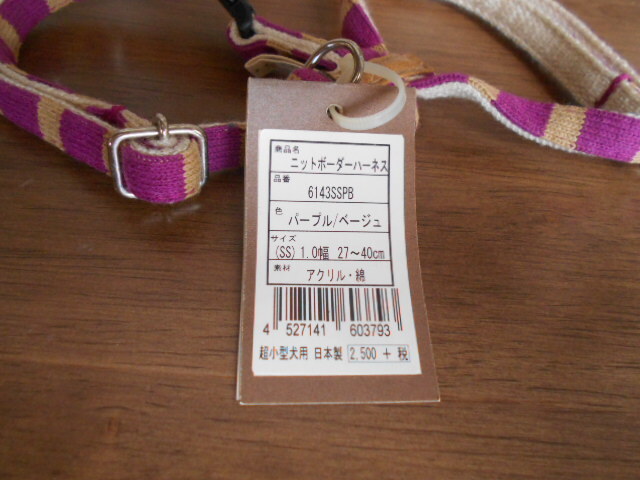 商品名
ニットボーダーハーネス
品番
6143SSPB
色
パープル/ベージュ
サイズ
(SS) 1.0幅 27～40cm
素材
アクリル・綿
4 527141 603793
超小型犬用 日本製 2,500 + 税